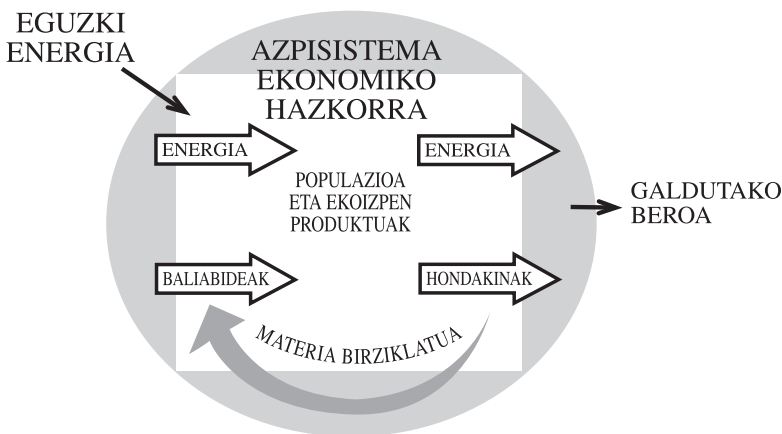 EGUZKI
ENERGIA
AZPISISTEMA
EKONOMIKO
HAZKORRA
ENERGIA
ENERGIA
POPULAZIOA
ETA EKOIZPEN
PRODUKTUAK
GALDUTAKO
BEROA
BALIABIDEAK
HONDAKINAK
MATERIA BIRZIKLATUA